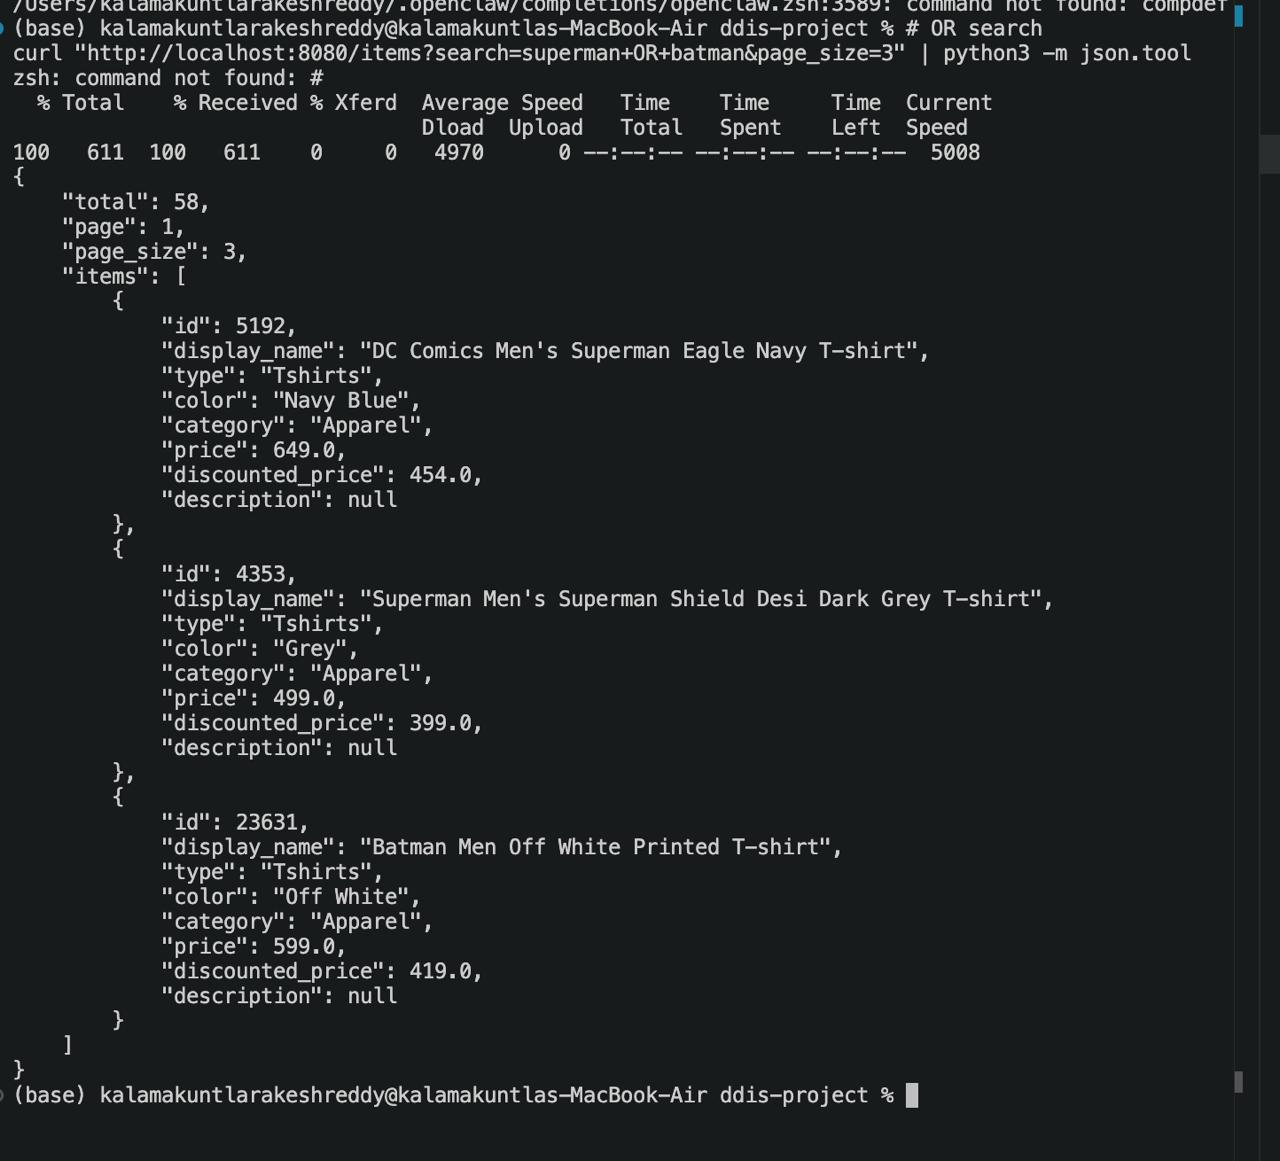 /Users/kalamakuntlarakeshreddy/.openclaw/completions/openclaw.zsh:3589: command not found: compdef
(base) kalamakuntlarakeshreddy@kalamakuntlas-MacBook-Air ddis-project % # OR search
curl "http://localhost:8080/items?search=superman+OR+batman&page_size=3" | python3 -m json.tool
zsh: command not found: #
  % Total    % Received % Xferd  Average Speed   Time    Time     Time  Current
                                 Dload  Upload   Total   Spent    Left  Speed
100   611  100   611    0     0   4970      0 --:--:-- --:--:-- --:--:--  5008
{
    "total": 58,
    "page": 1,
    "page_size": 3,
    "items": [
        {
            "id": 5192,
            "display_name": "DC Comics Men's Superman Eagle Navy T-shirt",
            "type": "Tshirts",
            "color": "Navy Blue",
            "category": "Apparel",
            "price": 649.0,
            "discounted_price": 454.0,
            "description": null
        },
        {
            "id": 4353,
            "display_name": "Superman Men's Superman Shield Desi Dark Grey T-shirt",
            "type": "Tshirts",
            "color": "Grey",
            "category": "Apparel",
            "price": 499.0,
            "discounted_price": 399.0,
            "description": null
        },
        {
            "id": 23631,
            "display_name": "Batman Men Off White Printed T-shirt",
            "type": "Tshirts",
            "color": "Off White",
            "category": "Apparel",
            "price": 599.0,
            "discounted_price": 419.0,
            "description": null
        }
    ]
}
(base) kalamakuntlarakeshreddy@kalamakuntlas-MacBook-Air ddis-project %